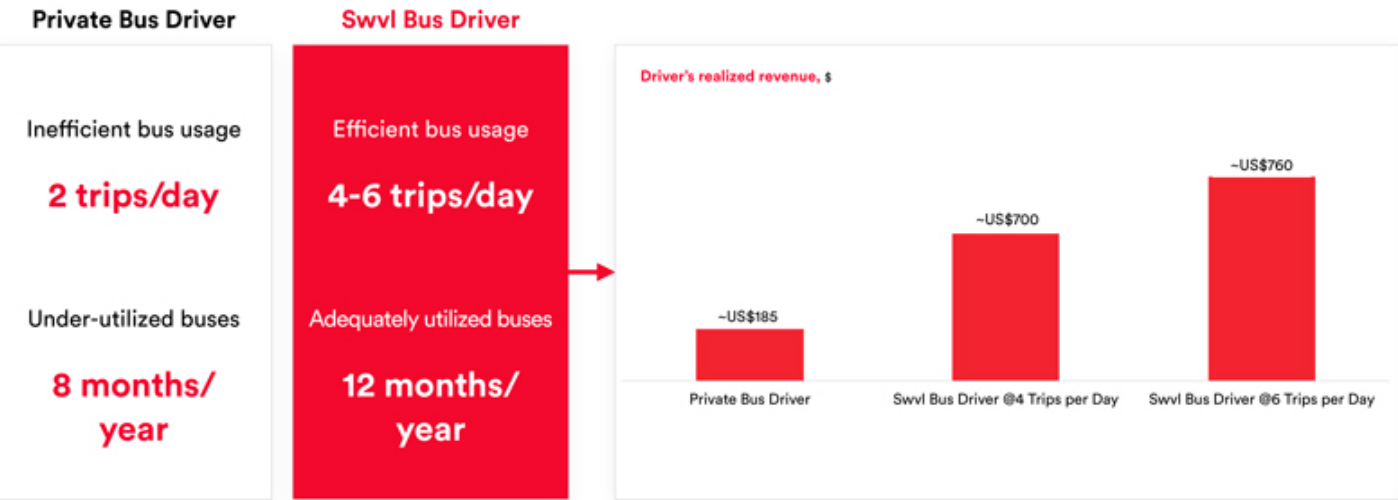 Private Bus Driver
Inefficient bus usage
2 trips/day
Under-utilized buses
8 months/
year
Swvl Bus Driver
Efficient bus usage
4-6 trips/day
Adequately utilized buses
12 months/
year
Driver's realized revenue, $
~US$185
~US$700
~US$760
Private Bus Driver
Swvl Bus Driver @4 Trips per Day
Swvl Bus Driver @6 Trips per Day